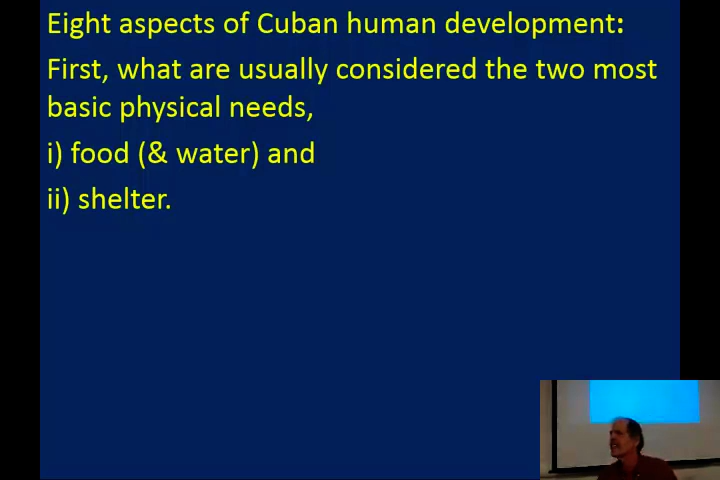 Eight aspects of Cuban human development:
First, what are usually considered the two most
basic physical needs,
i) food (& water) and
ii) shelter.